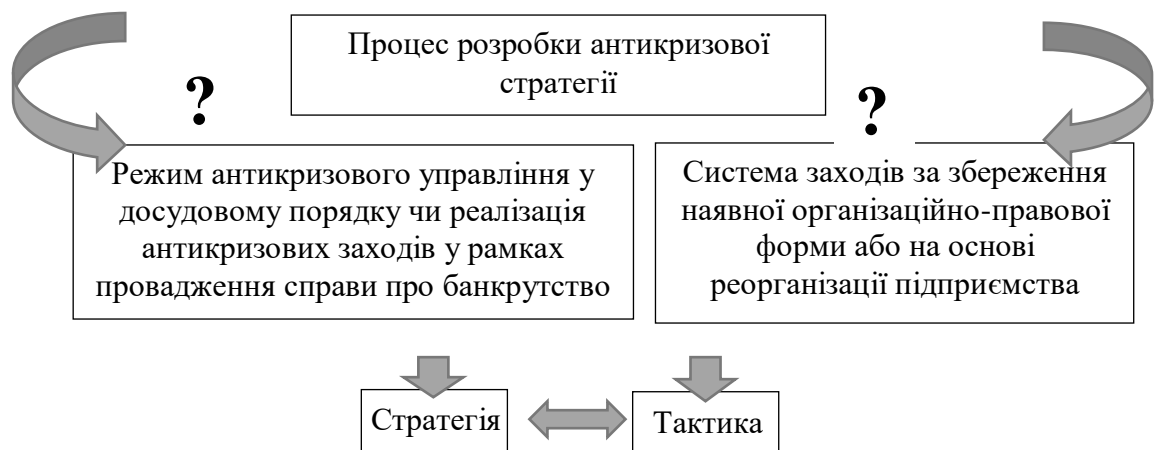 Процес розробки антикризової
стратегії
?
?
Режим антикризового управління у
досудовому порядку чи реалізація
антикризових заходів у рамках
провадження справи про банкрутство
Система заходів за збереження
наявної організаційно-правової
форми або на основі
реорганізації підприємства
Стратегія
Тактика